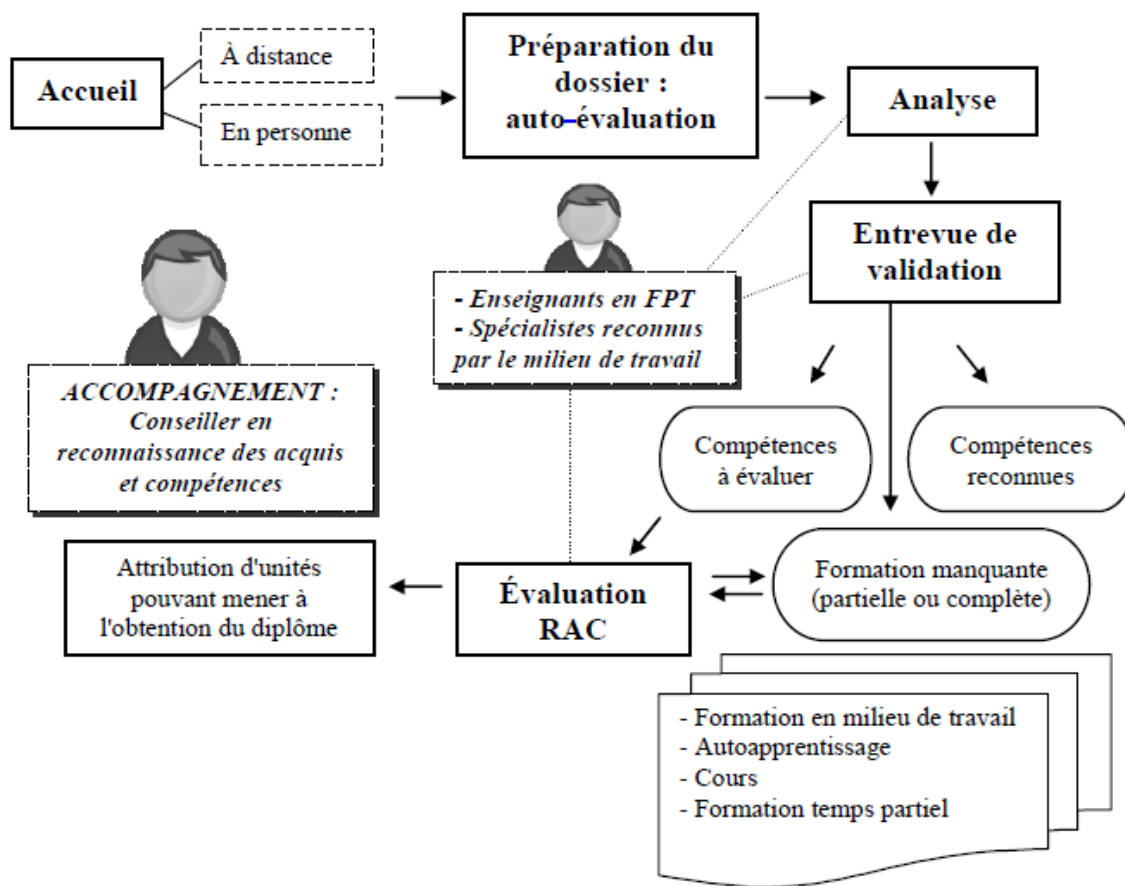 Accueil
À distance
En personne
Préparation du
dossier :
auto-évaluation
Analyse
Entrevue de
validation
- Enseignants en FPT
- Spécialistes reconnus
par le milieu de travail
ACCOMPAGNEMENT :
Conseiller en
reconnaissance des acquis
et compétences
Compétences
à évaluer
Compétences
reconnues
Attribution d'unités
pouvant mener à
l'obtention du diplôme
Évaluation
RAC
Formation manquante
(partielle ou complète)
- Formation en milieu de travail
- Autoapprentissage
- Cours
- Formation temps partiel